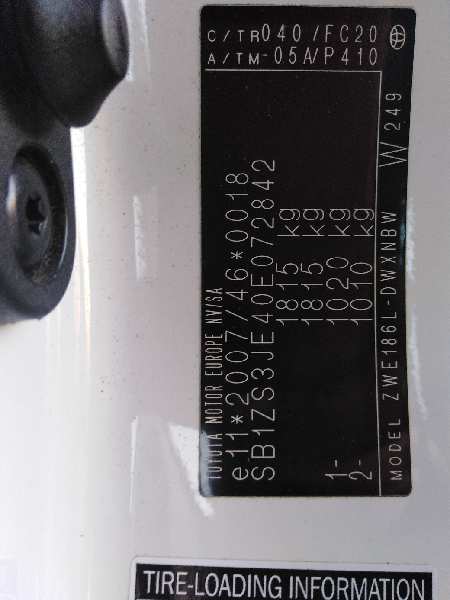 TOYOTA MOTOR EUROPE NV/SA
e11*2007/46*0018
SB1ZS3JE40E072842
1815 kg
1815 kg
1- 1020 kg
2- 1010 kg
MODEL ZWE186L-DWXNBW W 249
C/TR 040 /FC20
A/TM -05A/P410
TIRE-LOADING INFORMATION